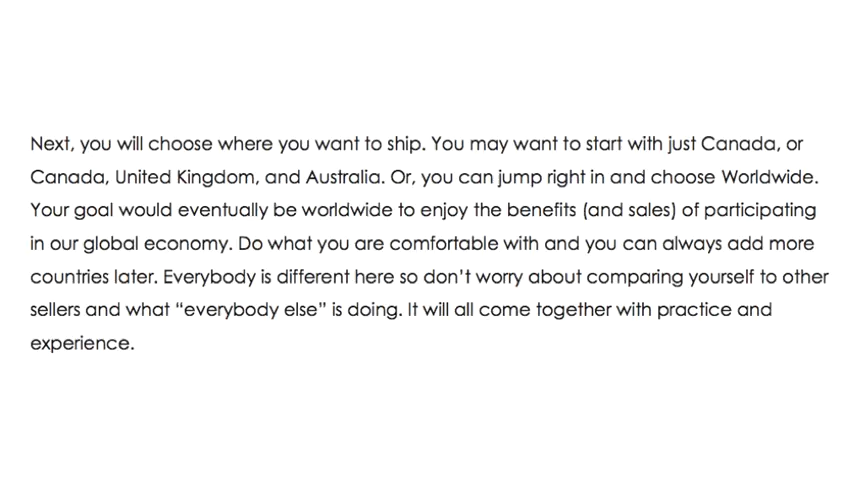 Next, you will choose where you want to ship. You may want to start with just Canada, or
Canada, United Kingdom, and Australia. Or, you can jump right in and choose Worldwide.
Your goal would eventually be worldwide to enjoy the benefits (and sales) of participating
in our global economy. Do what you are comfortable with and you can always add more
countries later. Everybody is different here so don't worry about comparing yourself to other
sellers and what “everybody else” is doing. It will all come together with practice and
experience.